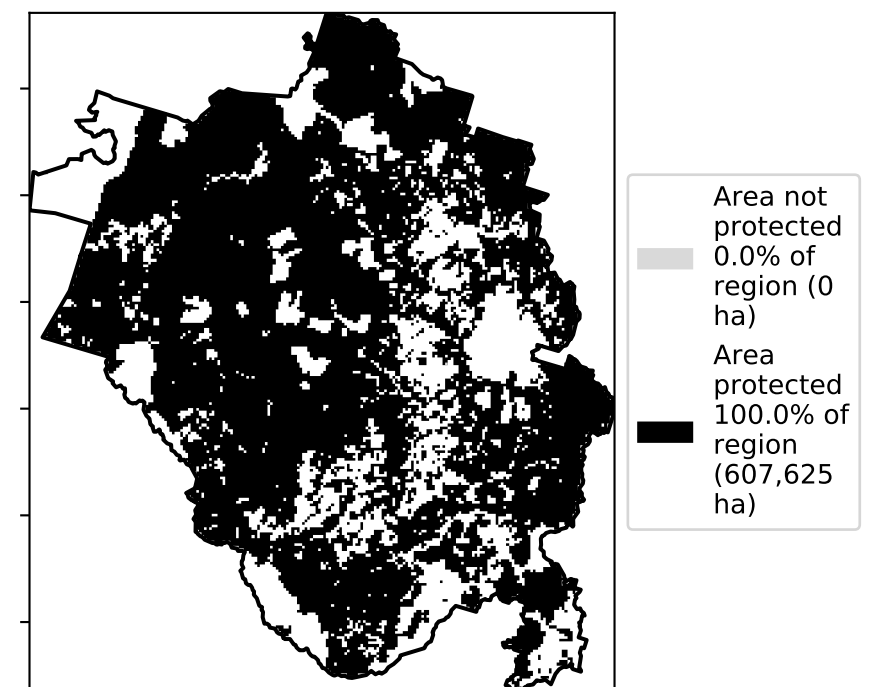 Area not
protected
0.0% of
region (0
ha)
Area
protected
100.0% of
region
(607,625
ha)